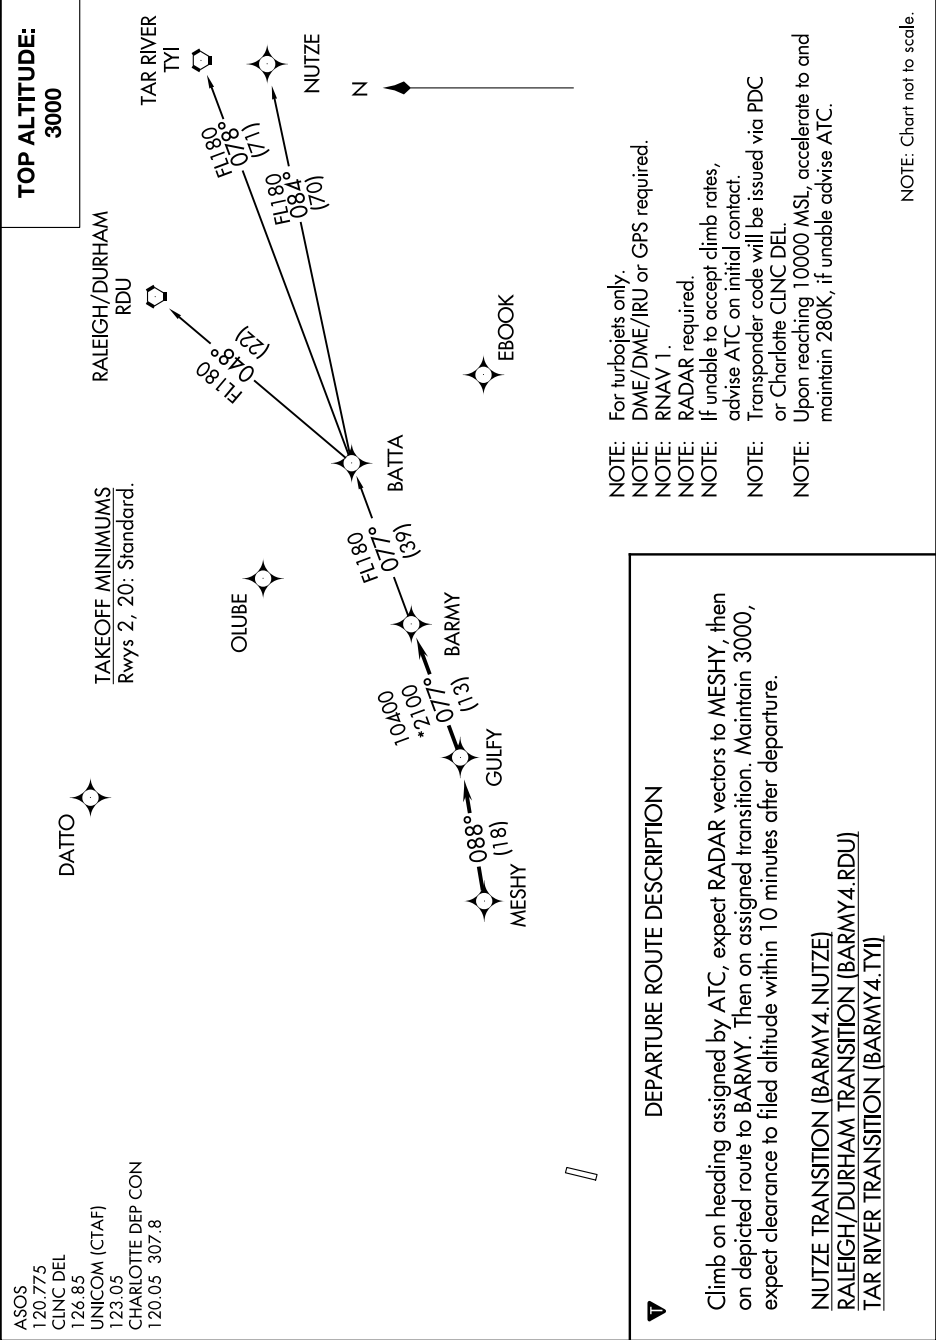 ASOS
120.775
CLNC DEL
126.85
UNICOM (CTAF)
123.05
CHARLOTTE DEP CON
120.05 307.8
TOP ALTITUDE:
3000
TAKEOFF MINIMUMS
Rwys 2, 20: Standard.
RALEIGH/DURHAM
RDU
TAR RIVER
TYI
NUTZE
N
DATTO
OLUBE
EBOOK
FL180
048°
(22)
FL180
078°
(71)
FL180
084°
(70)
BATTA
FL180
077°
(39)
BARMY
10400
*2100
077°
(13)
GULFY
088°
(18)
MESHY
NOTE: For turbojets only.
NOTE: DME/DME/IRU or GPS required.
NOTE: RNAV 1.
NOTE: RADAR required.
NOTE: If unable to accept climb rates,
advise ATC on initial contact.
NOTE: Transponder code will be issued via PDC
or Charlotte CLNC DEL.
NOTE: Upon reaching 10000 MSL, accelerate to and
maintain 280K, if unable advise ATC.
NOTE: Chart not to scale.
T
DEPARTURE ROUTE DESCRIPTION
Climb on heading assigned by ATC, expect RADAR vectors to MESHY, then
on depicted route to BARMY. Then on assigned transition. Maintain 3000,
expect clearance to filed altitude within 10 minutes after departure.
NUTZE TRANSITION (BARMY4.NUTZE)
RALEIGH/DURHAM TRANSITION (BARMY4.RDU)
TAR RIVER TRANSITION (BARMY4.TYI)